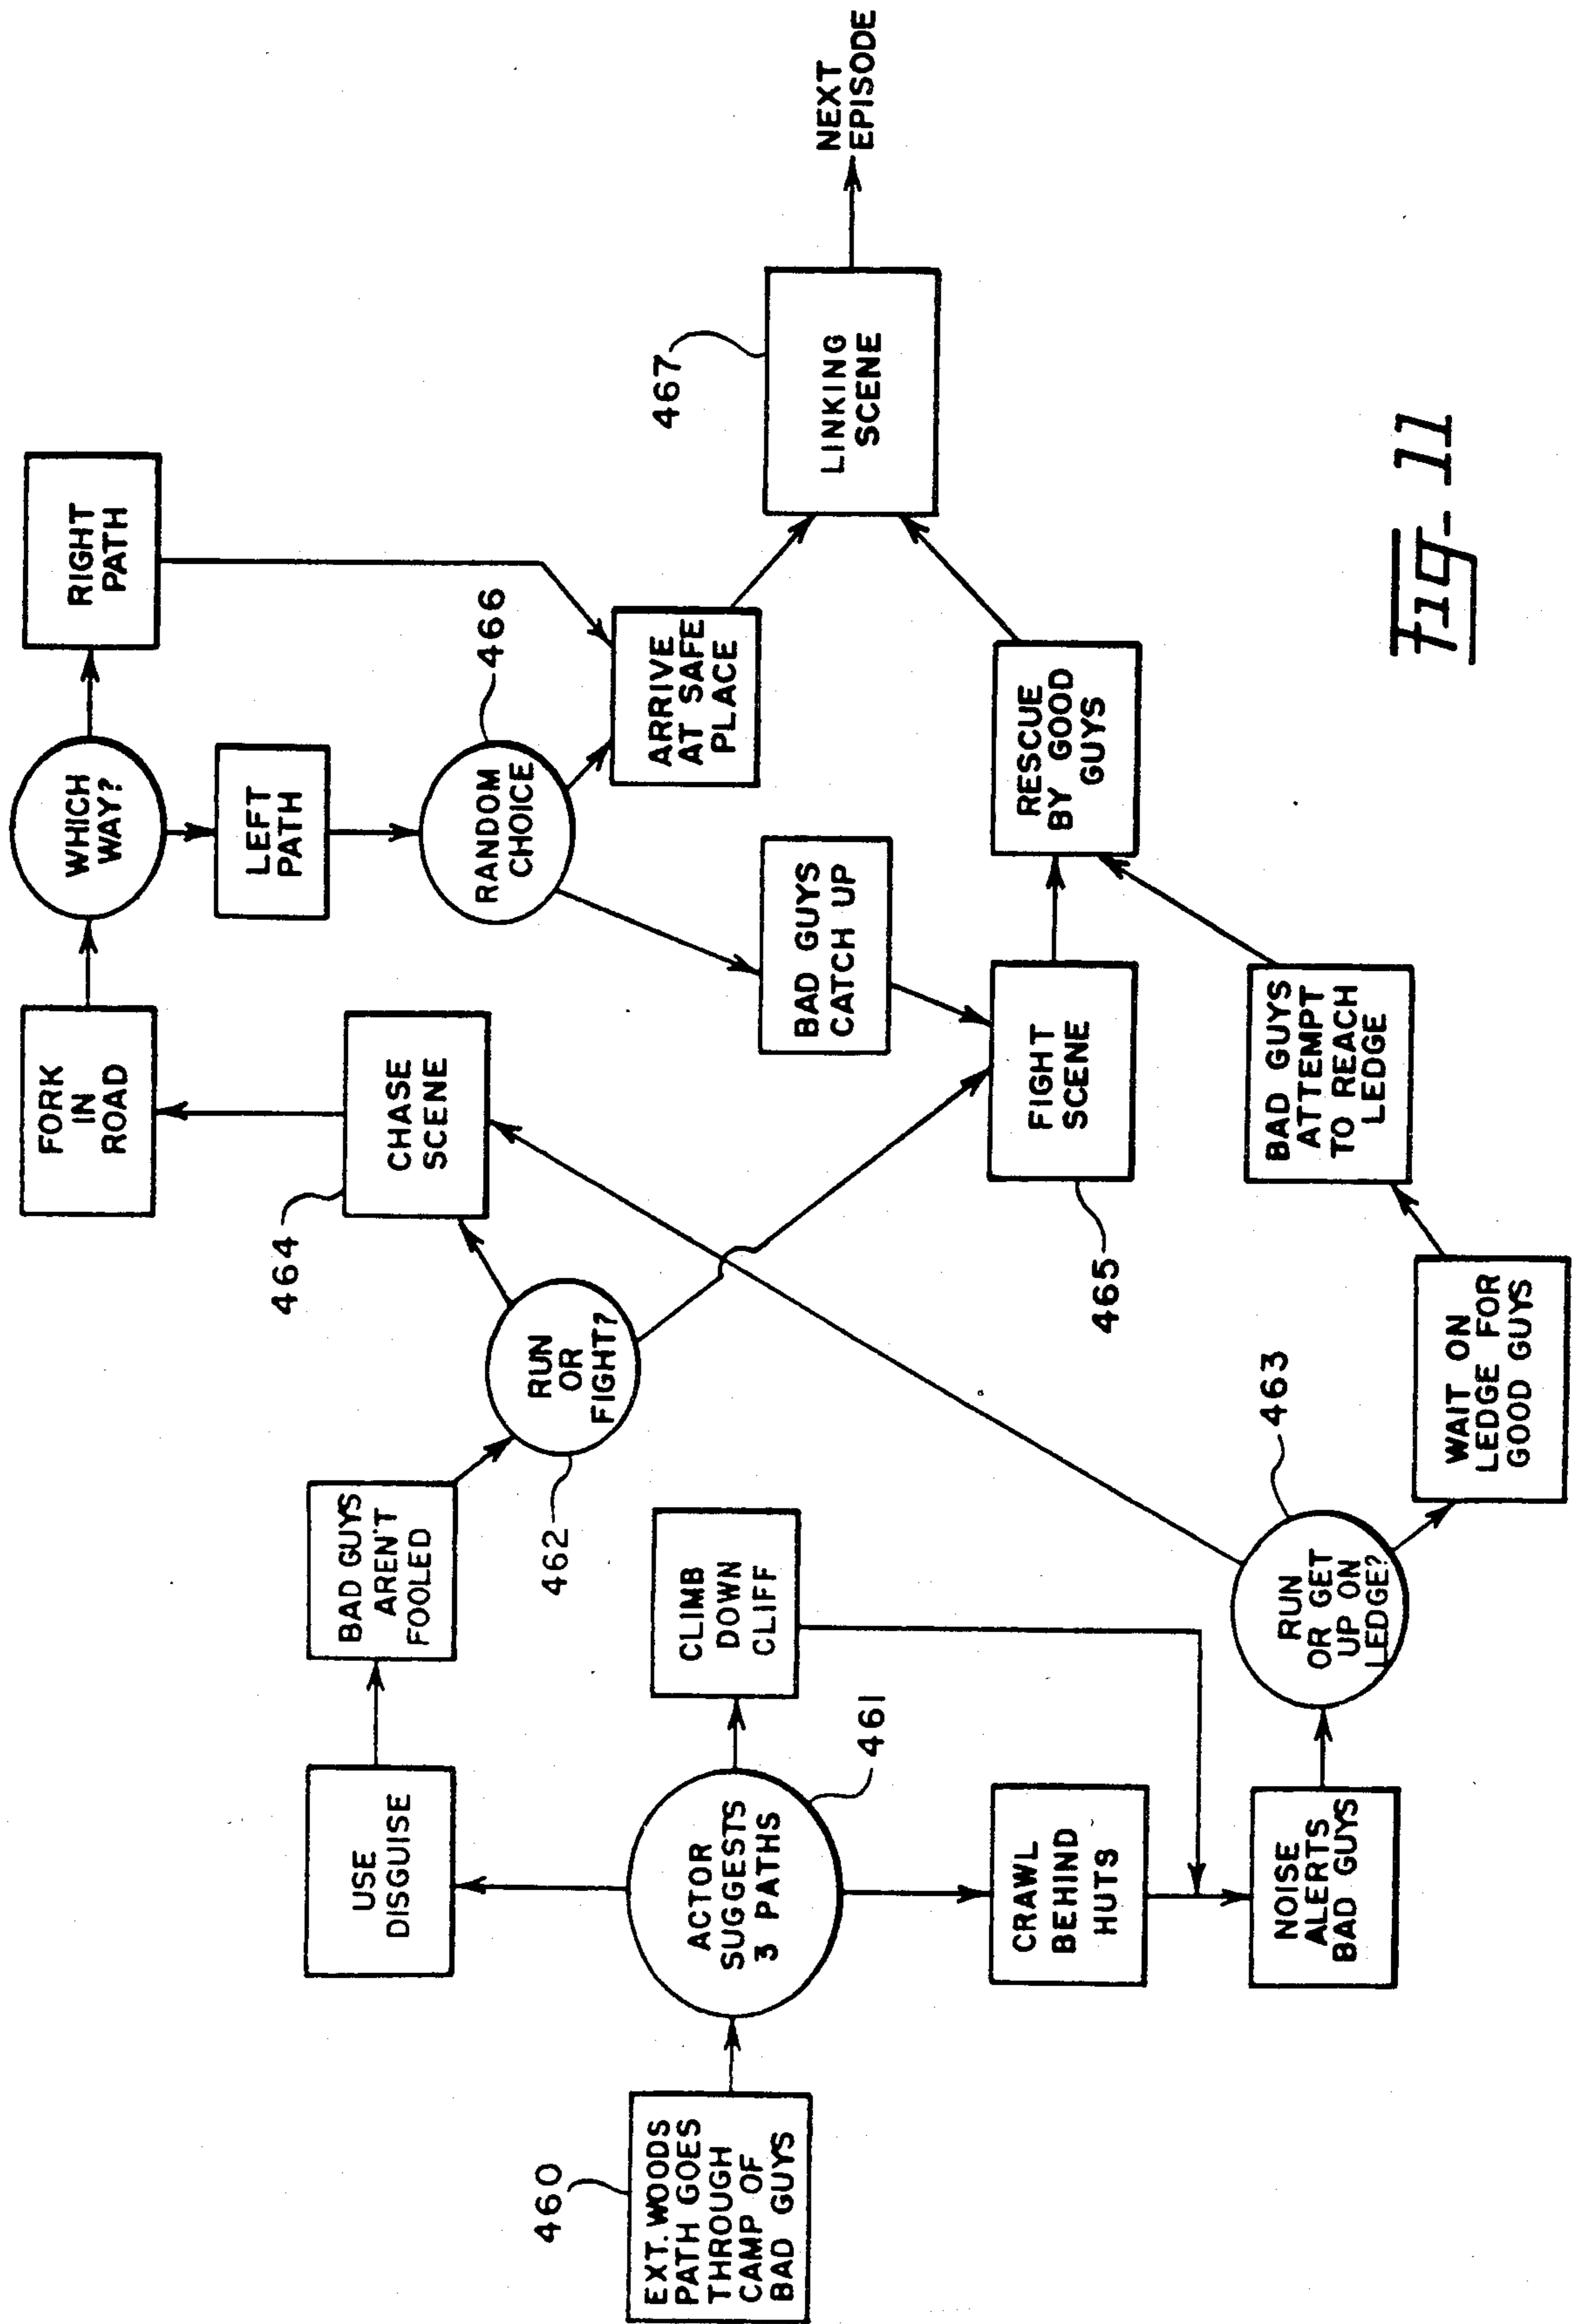 460
EXT. WOODS
PATH GOES
THROUGH
CAMP OF
BAD GUYS
ACTOR
SUGGESTS
3 PATHS
461
USE
DISGUISE
BAD GUYS
AREN'T
FOOLED
CLIMB
DOWN
CLIFF
CRAWL
BEHIND
HUTS
NOISE
ALERTS
BAD GUYS
RUN
OR FIGHT?
462
RUN
OR GET
UP ON
LEDGE?
463
WAIT ON
LEDGE FOR
GOOD GUYS
BAD GUYS
ATTEMPT
TO REACH
LEDGE
464
CHASE
SCENE
FORK
IN
ROAD
WHICH
WAY?
RIGHT
PATH
LEFT
PATH
RANDOM
CHOICE
466
BAD GUYS
CATCH UP
FIGHT
SCENE
465
ARRIVE
AT SAFE
PLACE
RESCUE
BY GOOD
GUYS
467
LINKING
SCENE
NEXT
EPISODE
Fig-11